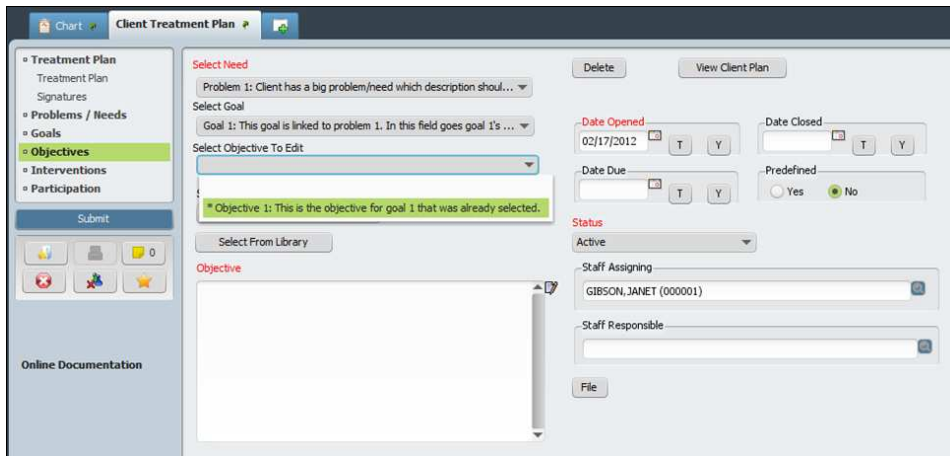 Chart
Client Treatment Plan
Treatment Plan
Treatment Plan
Signatures
Problems / Needs
Goals
Objectives
Interventions
Participation
Submit
0
Online Documentation
Select Need
Problem 1: Client has a big problem/need which description shoul...
Select Goal
Goal 1: This goal is linked to problem 1. In this field goes goal 1's ...
Select Objective To Edit
* Objective 1: This is the objective for goal 1 that was already selected.
Select From Library
Objective
Delete
View Client Plan
Date Opened
02/17/2012
T
Y
Date Closed
T
Y
Date Due
T
Y
Predefined
Yes
No
Status
Active
Staff Assigning
GIBSON,JANET (000001)
Staff Responsible
File